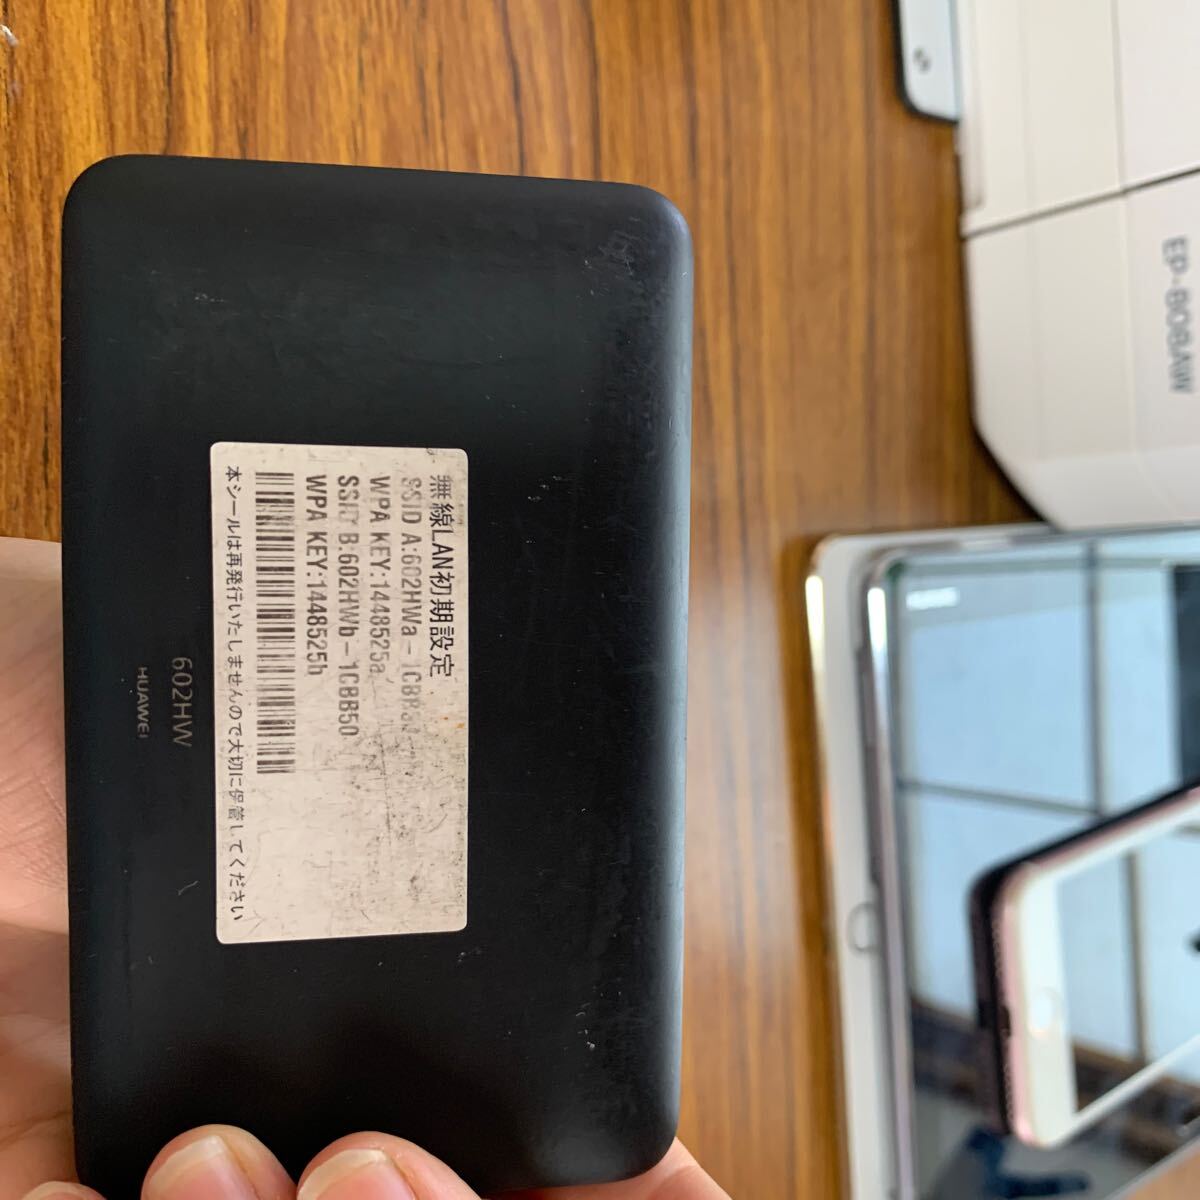 無線LAN初期設定
SSID A:602HWa-1CBB50
WPA KEY:1448525a
SSID B:602HWb-1CBB50
WPA KEY:1448525b
本シールは再発行いたしませんので大切に保管してください
602HW
HUAWEI
EP-808AW